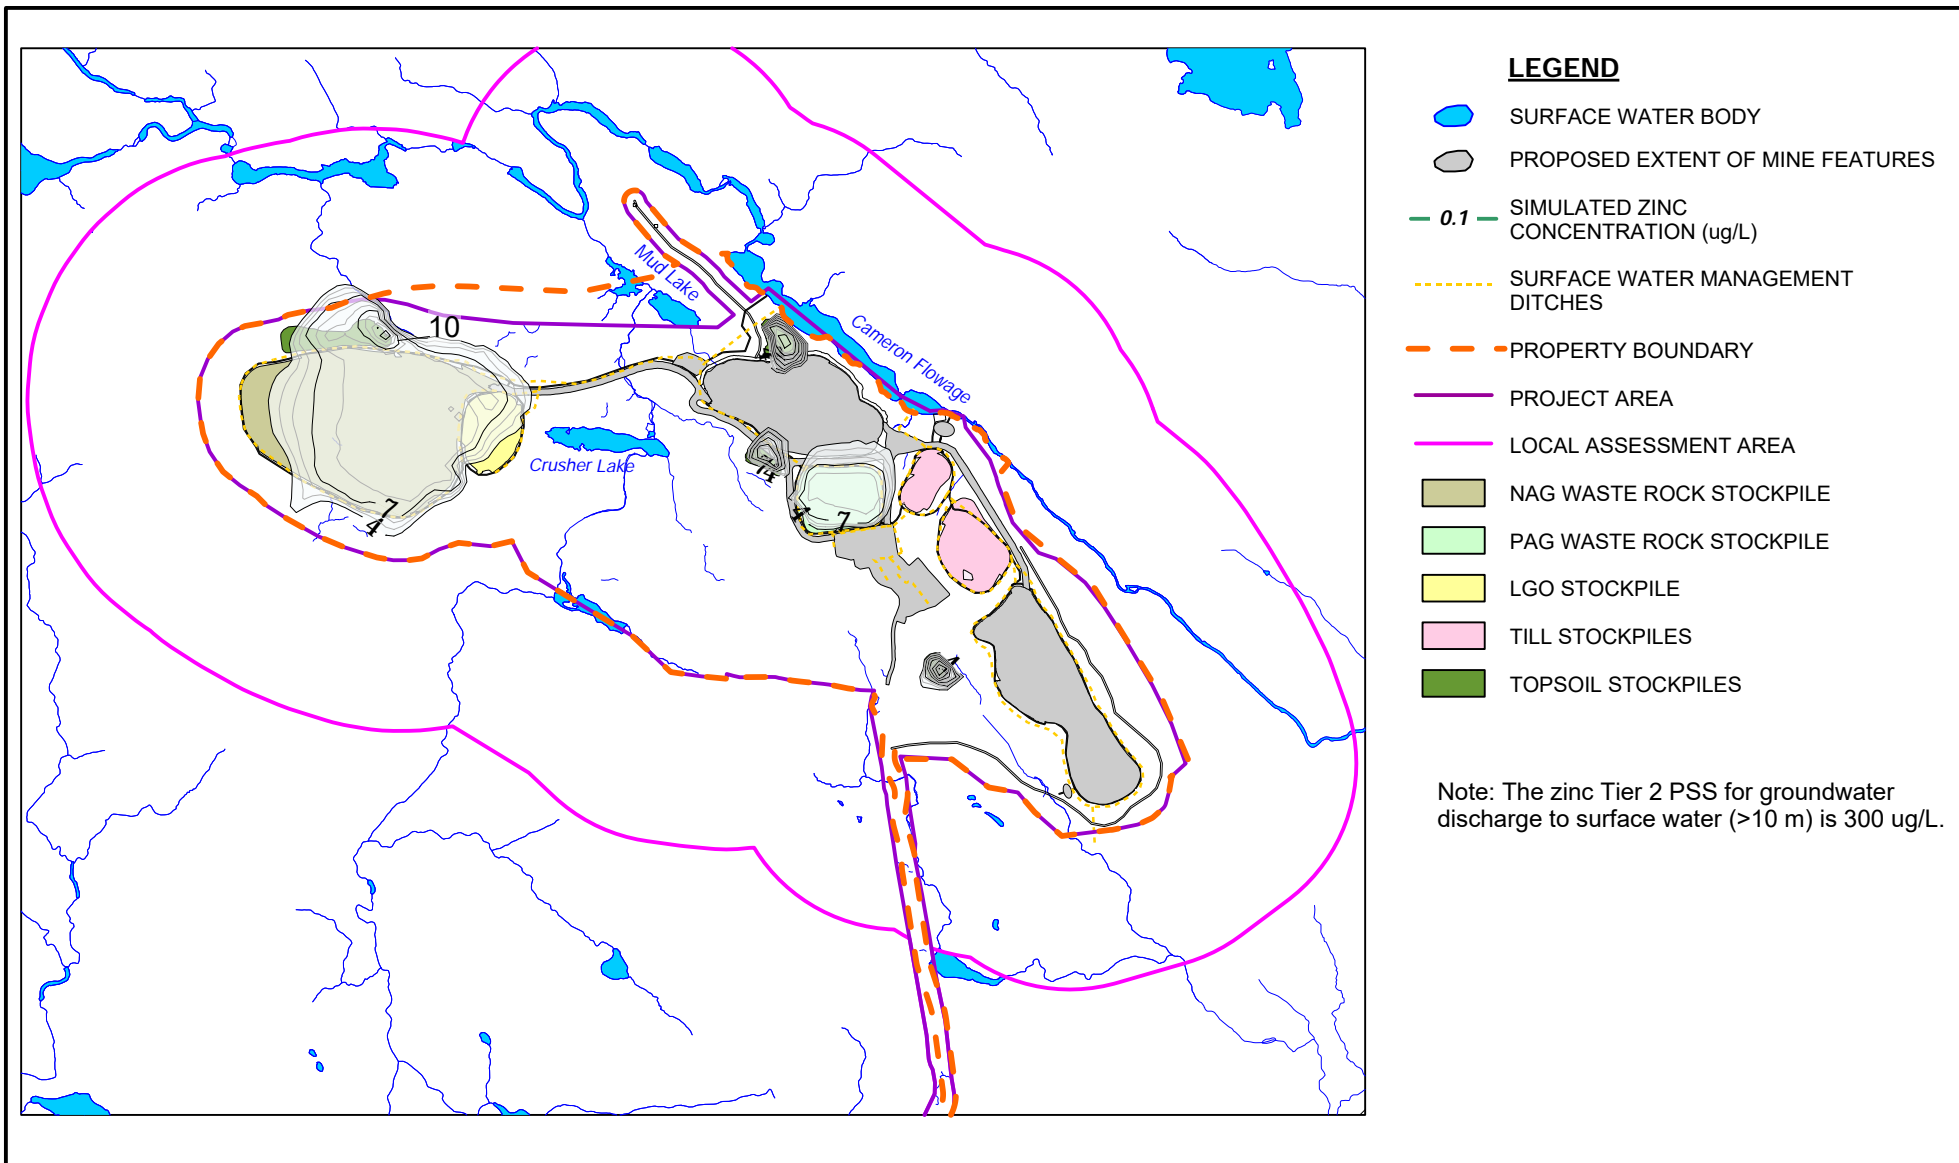 LEGEND
SURFACE WATER BODY
PROPOSED EXTENT OF MINE FEATURES
0.1
SIMULATED ZINC
CONCENTRATION (ug/L)
SURFACE WATER MANAGEMENT
DITCHES
PROPERTY BOUNDARY
PROJECT AREA
LOCAL ASSESSMENT AREA
NAG WASTE ROCK STOCKPILE
PAG WASTE ROCK STOCKPILE
LGO STOCKPILE
TILL STOCKPILES
TOPSOIL STOCKPILES
Note: The zinc Tier 2 PSS for groundwater
discharge to surface water (>10 m) is 300 ug/L.
Mud Lake
Cameron Flowage
10
Crusher Lake
7
4
7